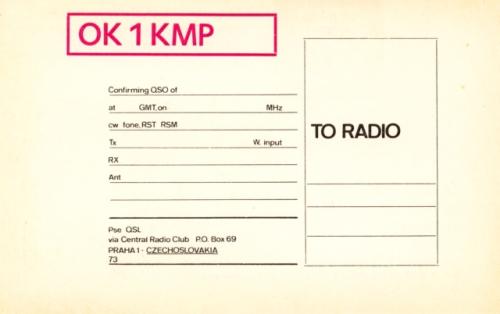 OK 1 KMP
Confirming QSO of
at GMT, on MHz
cw fone, RST RSM
Tx W. input
RX
Ant
TO RADIO
Pse QSL
via Central Radio Club P.O. Box 69
PRAHA 1 - CZECHOSLOVAKIA
73